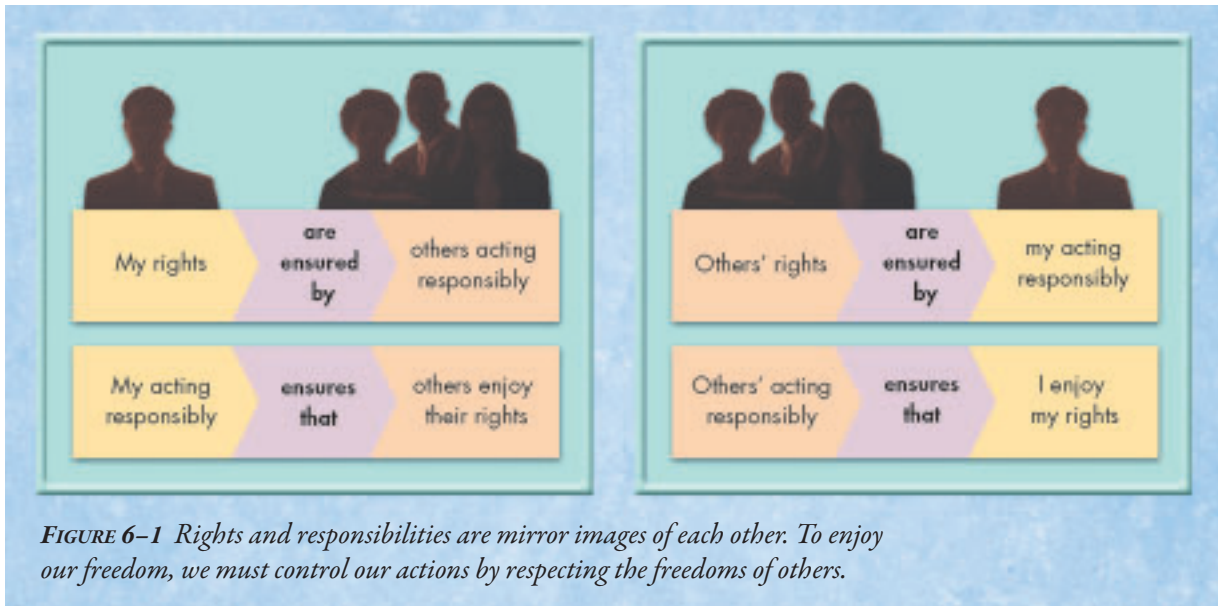 My rights
are
ensured
by
others acting
responsibly
My acting
responsibly
ensures
that
others enjoy
their rights
Others' rights
are
ensured
by
my acting
responsibly
Others' acting
responsibly
ensures
that
I enjoy
my rights
FIGURE 6–1 Rights and responsibilities are mirror images of each other. To enjoy
our freedom, we must control our actions by respecting the freedoms of others.